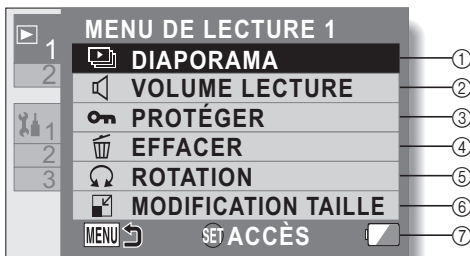 MENU DE LECTURE 1
1
2
DIAPORAMA ①
VOLUME LECTURE ②
PROTÉGER ③
1
2
3
EFFACER ④
ROTATION ⑤
MODIFICATION TAILLE ⑥
MENU SET ACCÈS ⑦